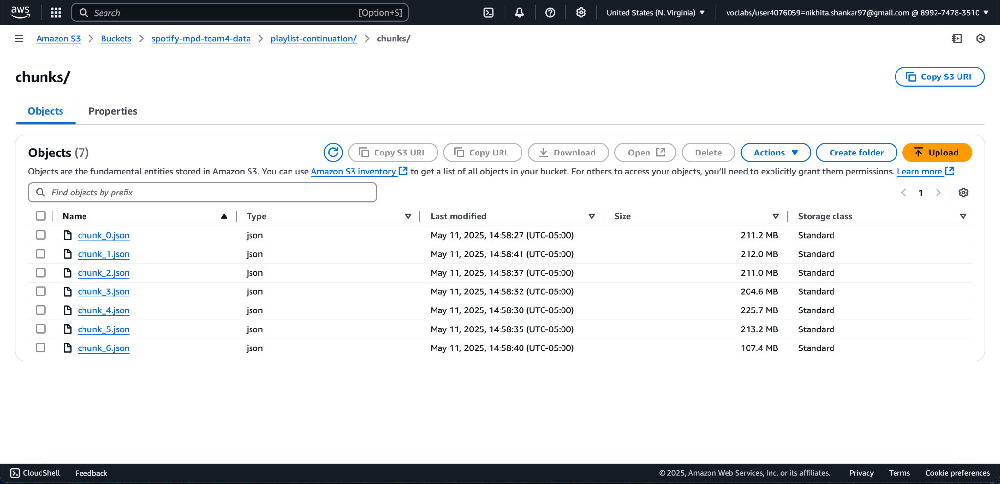 aws Search [Option+S] United States (N. Virginia) voclabs/user4076059=nikhita.shankar97@gmail.com @ 8992-7478-3510
Amazon S3 > Buckets > spotify-mpd-team4-data > playlist-continuation/ > chunks/
chunks/ Copy S3 URI
Objects Properties
Objects (7) Copy S3 URI Copy URL Download Open Delete Actions Create folder Upload
Objects are the fundamental entities stored in Amazon S3. You can use Amazon S3 inventory to get a list of all objects in your bucket. For others to access your objects, you’ll need to explicitly grant them permissions. Learn more
Find objects by prefix 1
Name Type Last modified Size Storage class
chunk_0.json json May 11, 2025, 14:58:27 (UTC-05:00) 211.2 MB Standard
chunk_1.json json May 11, 2025, 14:58:41 (UTC-05:00) 212.0 MB Standard
chunk_2.json json May 11, 2025, 14:58:37 (UTC-05:00) 211.0 MB Standard
chunk_3.json json May 11, 2025, 14:58:32 (UTC-05:00) 204.6 MB Standard
chunk_4.json json May 11, 2025, 14:58:30 (UTC-05:00) 225.7 MB Standard
chunk_5.json json May 11, 2025, 14:58:35 (UTC-05:00) 213.2 MB Standard
chunk_6.json json May 11, 2025, 14:58:40 (UTC-05:00) 107.4 MB Standard
CloudShell Feedback © 2025, Amazon Web Services, Inc. or its affiliates. Privacy Terms Cookie preferences